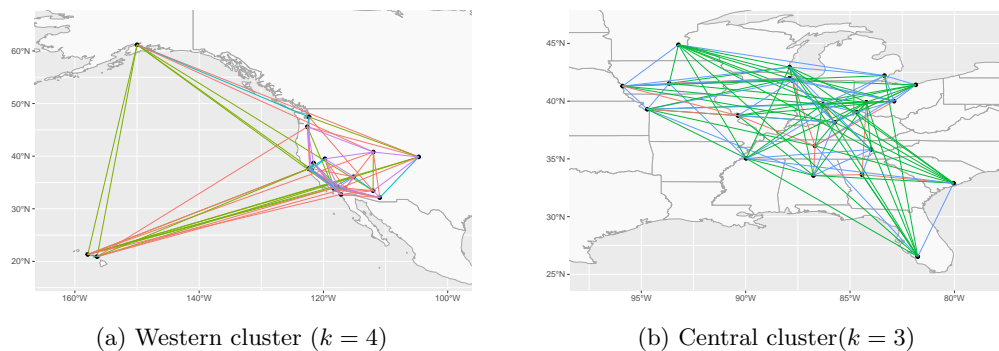 60°N
50°N
40°N
30°N
20°N
160°W 140°W 120°W 100°W
(a) Western cluster (k = 4)
45°N
40°N
35°N
30°N
25°N
95°W 90°W 85°W 80°W
(b) Central cluster(k = 3)